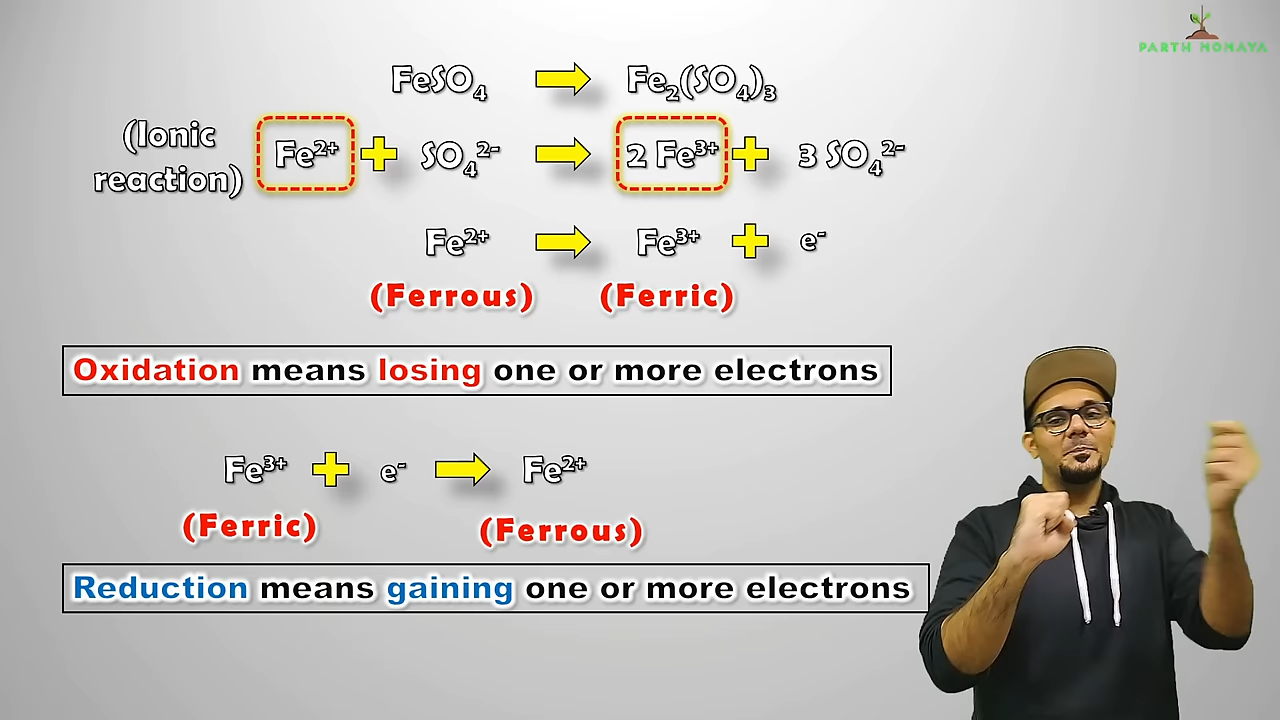 PARTH MOMAYA
FeSO₄ → Fe₂(SO₄)₃
(Ionic
reaction)
Fe²⁺ + SO₄²⁻ → 2 Fe³⁺ + 3 SO₄²⁻
Fe²⁺ → Fe³⁺ + e⁻
(Ferrous) (Ferric)
Oxidation means losing one or more electrons
Fe³⁺ + e⁻ → Fe²⁺
(Ferric) (Ferrous)
Reduction means gaining one or more electrons